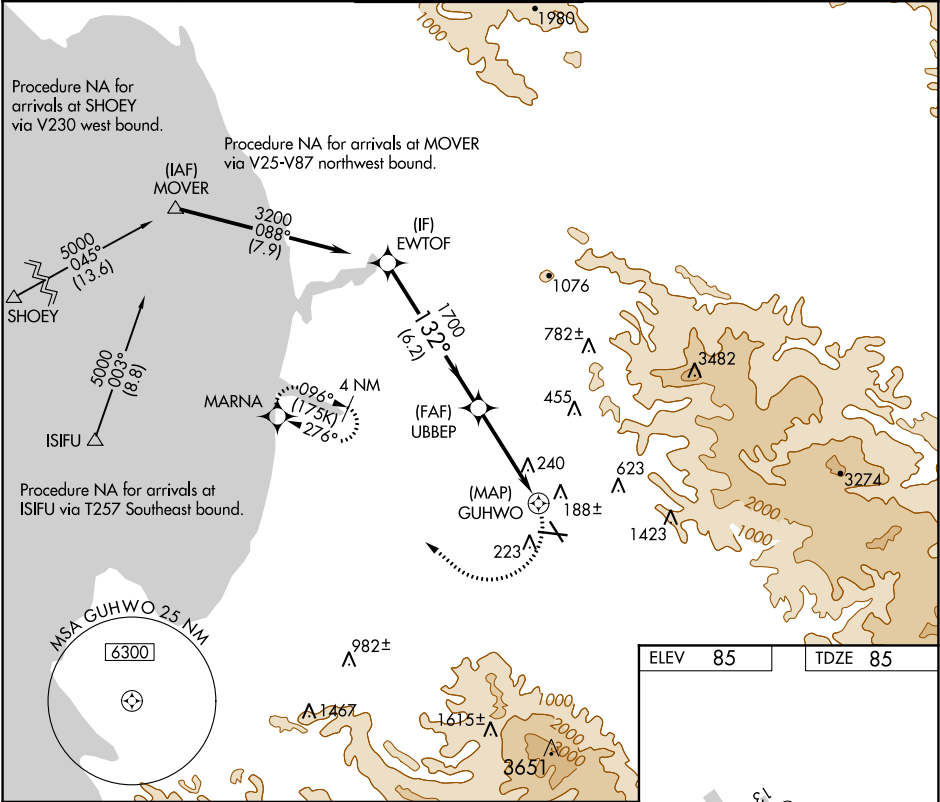 1980
1000
Procedure NA for
arrivals at SHOEY
via V230 west bound.
Procedure NA for arrivals at MOVER
via V25-V87 northwest bound.
(IAF)
MOVER
3200
088°
(7.9)
(IF)
EWTOF
5000
045°
(13.6)
SHOEY
1076
5000
003°
(8.8)
1700
132°
(6.2)
782±
3482
MARNA
096°
4 NM
(175K)
276°
455
(FAF)
UBBEP
ISIFU
240
623
3274
Procedure NA for arrivals at
ISIFU via T257 Southeast bound.
(MAP)
GUHWO
188±
2000
1000
1423
223
MSA GUHWO 25 NM
6300
982±
ELEV 85
TDZE 85
1467
1615±
1000
2000
3000
3651
13